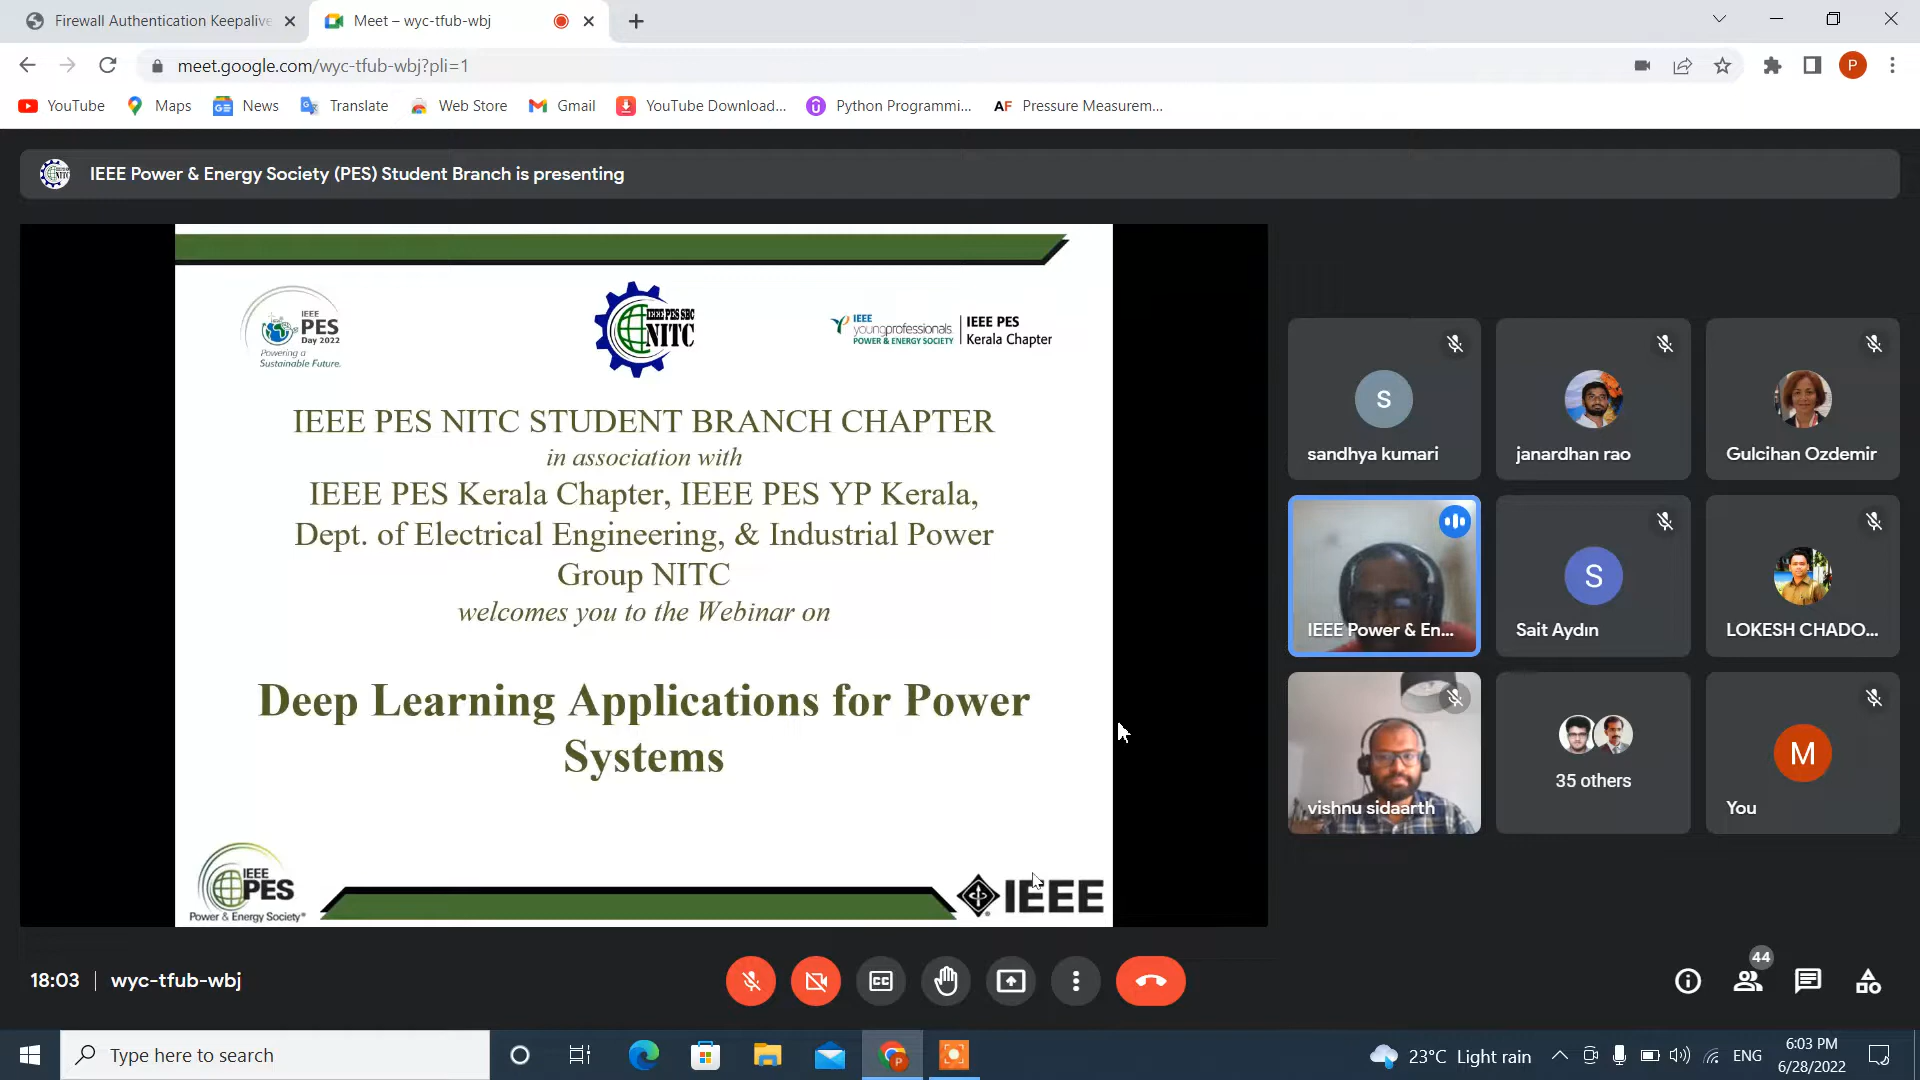 Firewall Authentication Keepalive
Meet – wyc-tfub-wbj
meet.google.com/wyc-tfub-wbj?pli=1
P
YouTube
Maps
News
Translate
Web Store
Gmail
YouTube Download...
Python Programmi...
AF Pressure Measurem...
IEEE Power & Energy Society (PES) Student Branch is presenting
IEEE
PES
Day 2022
Powering a
Sustainable Future.
IEEE PES SBC
NITC
IEEE
youngprofessionals
POWER & ENERGY SOCIETY
IEEE PES
Kerala Chapter
IEEE PES NITC STUDENT BRANCH CHAPTER
in association with
IEEE PES Kerala Chapter, IEEE PES YP Kerala,
Dept. of Electrical Engineering, & Industrial Power
Group NITC
welcomes you to the Webinar on
Deep Learning Applications for Power
Systems
IEEE
PES
Power & Energy Society®
IEEE
S
sandhya kumari
janardhan rao
Gulcihan Ozdemir
IEEE Power & En...
S
Sait Aydın
LOKESH CHADO...
vishnu sidaarth
35 others
M
You
18:03
wyc-tfub-wbj
CC
44
Type here to search
P
23°C Light rain
ENG
6:03 PM
6/28/2022